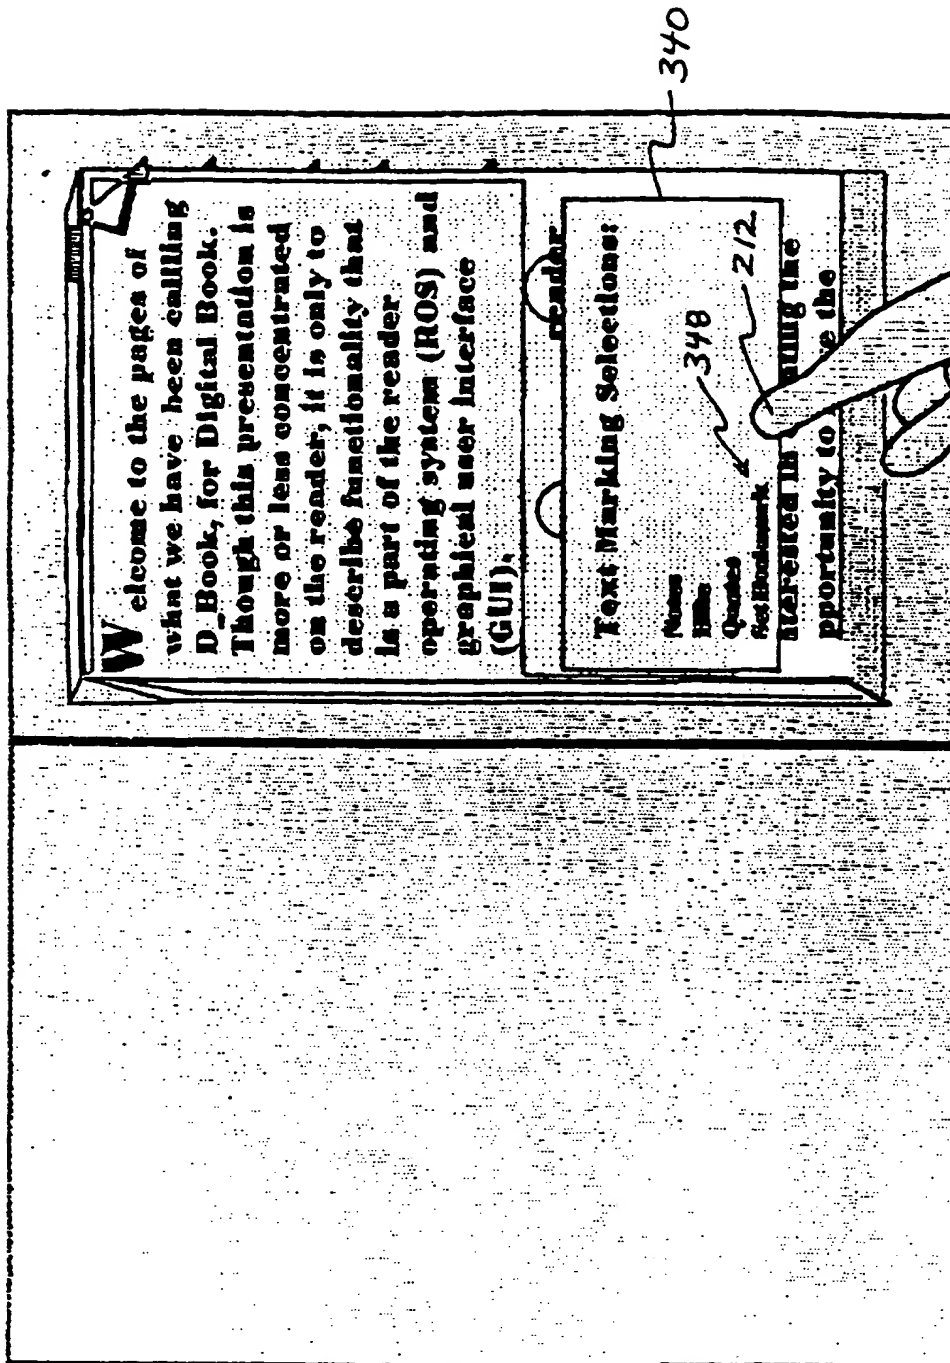 Welcome to the pages of
what we have been calling
D_Book, for Digital Book.
Though this presentation is
more or less concentrated
on the reader, it is only to
describe functionality that
is a part of the reader
operating system (ROS) and
graphical user interface
(GUI).
reader
340
Text Marking Selections:
348
212
Notes
Quotes
Set Bookmark
the
pportunity to the